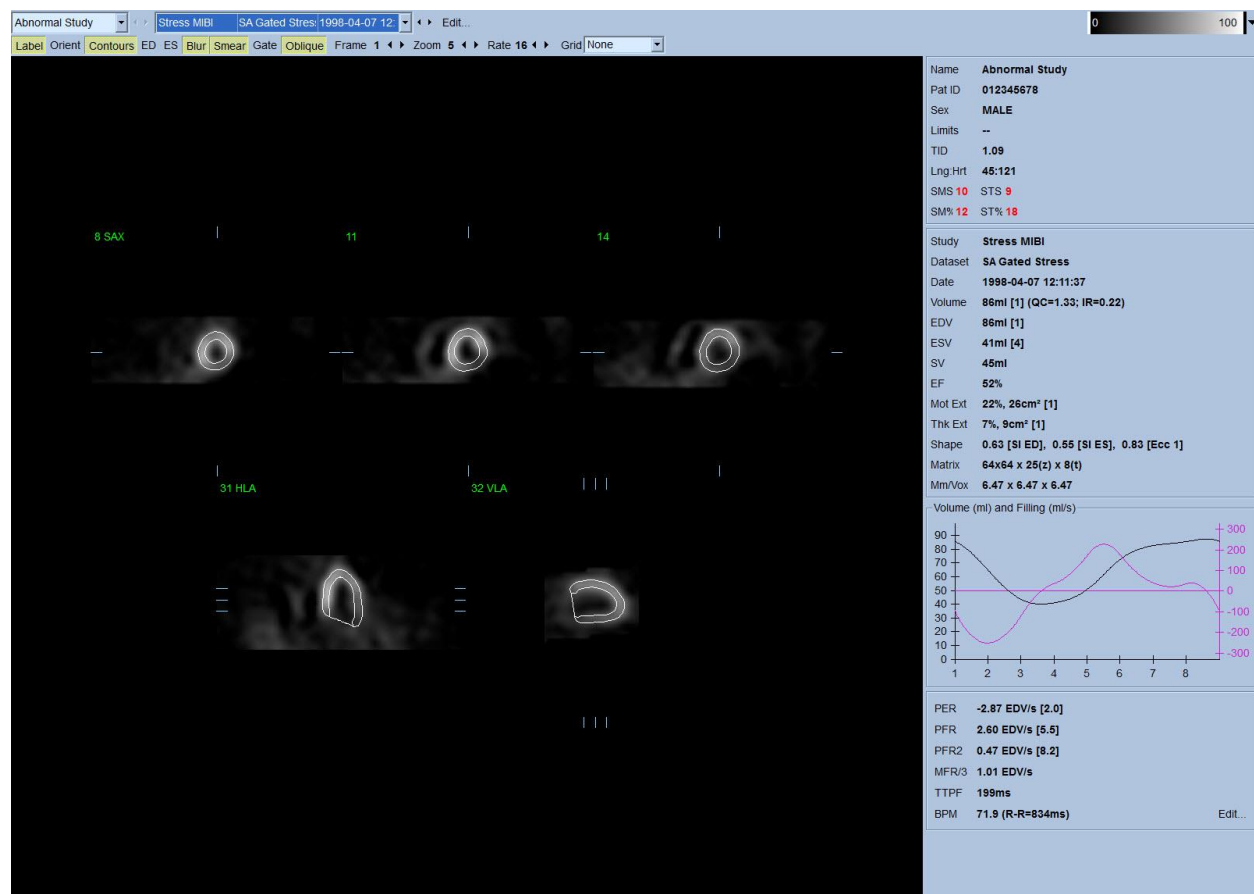 Abnormal Study Stress MIBI SA Gated Stres 1998-04-07 12: Edit... 0 100
Label Orient Contours ED ES Blur Smear Gate Oblique Frame 1 Zoom 5 Rate 16 Grid None
Name Abnormal Study
Pat ID 012345678
Sex MALE
Limits --
TID 1.09
Lng:Hrt 45:121
SMS 10 STS 9
SM% 12 ST% 18
8 SAX 11 14
31 HLA 32 VLA
Study Stress MIBI
Dataset SA Gated Stress
Date 1998-04-07 12:11:37
Volume 86ml [1] (QC=1.33; IR=0.22)
EDV 86ml [1]
ESV 41ml [4]
SV 45ml
EF 52%
Mot Ext 22%, 26cm² [1]
Thk Ext 7%, 9cm² [1]
Shape 0.63 [SI ED], 0.55 [SI ES], 0.83 [Ecc 1]
Matrix 64x64 x 25(z) x 8(t)
Mm/Vox 6.47 x 6.47 x 6.47
Volume (ml) and Filling (ml/s)
90
80
70
60
50
40
30
20
10
0
300
200
100
0
-100
-200
-300
1 2 3 4 5 6 7 8
PER -2.87 EDV/s [2.0]
PFR 2.60 EDV/s [5.5]
PFR2 0.47 EDV/s [8.2]
MFR/3 1.01 EDV/s
TTPF 199ms
BPM 71.9 (R-R=834ms) Edit...